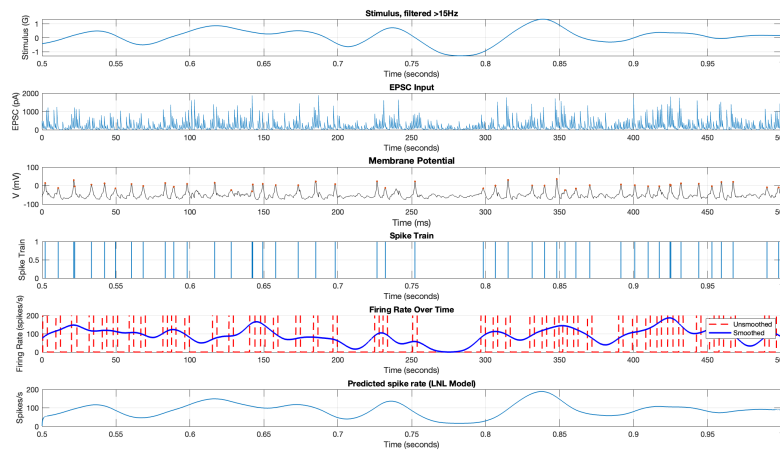 Stimulus, filtered >15Hz
Stimulus (G)
1
0
-1
0.5 0.55 0.6 0.65 0.7 0.75 0.8 0.85 0.9 0.95
Time (seconds)
EPSC Input
EPSC (pA)
2000
1000
0
0 50 100 150 200 300 350 400 450
Time (seconds)
Membrane Potential
V (mV)
100
0
-100
0 50 100 150 200 300 350 400 450
Time (ms)
Spike Train
Spike Train
1
0.5
0
0 50 100 150 200 300 350 400 450
Time (seconds)
Firing Rate Over Time
Firing Rate (spikes/s)
200
100
0
Unsmoothed
Smoothed
0.5 0.55 0.6 0.65 0.7 0.75 0.8 0.85 0.9 0.95
Time (seconds)
Predicted spike rate (LNL Model)
Spikes/s
200
100
0
0.5 0.55 0.6 0.65 0.7 0.75 0.8 0.85 0.9 0.95
Time (seconds)